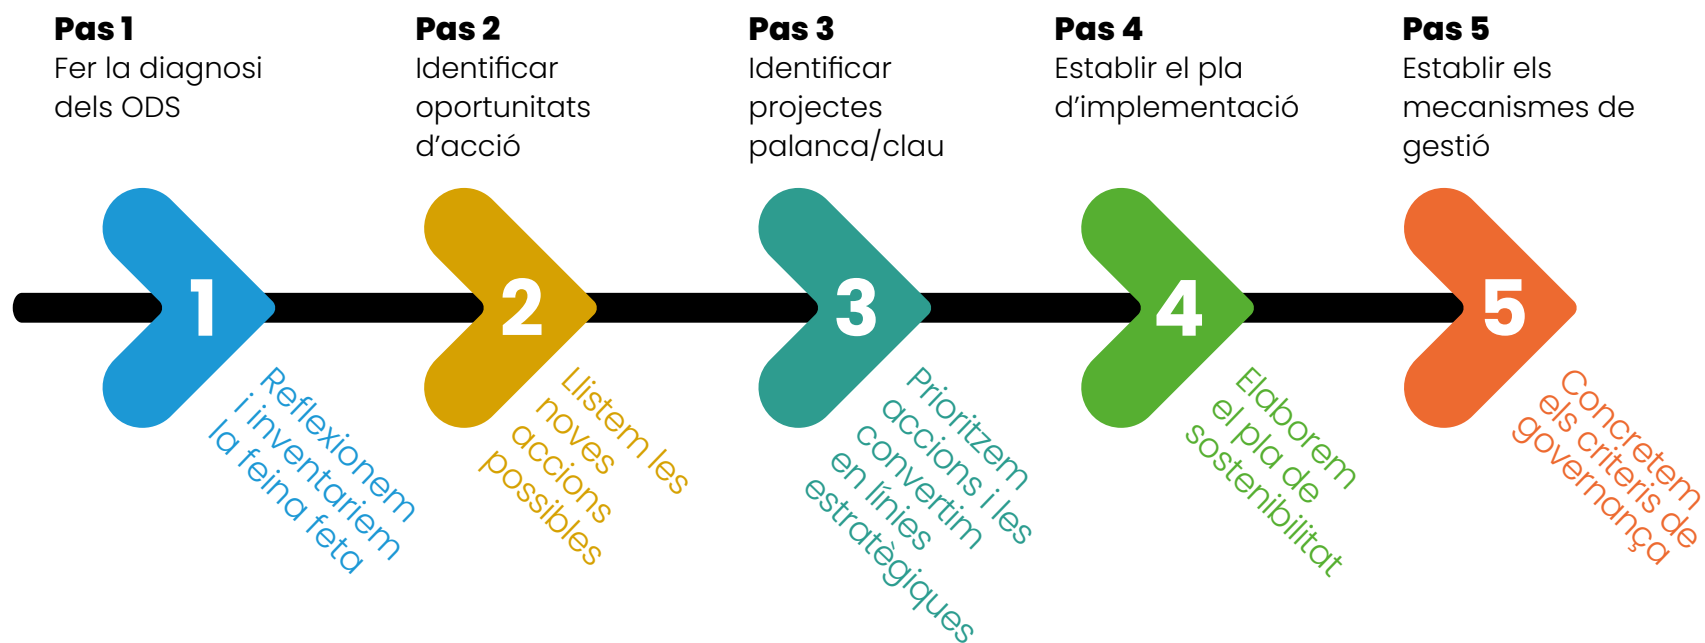 Pas 1
Fer la diagnosi
dels ODS
Pas 2
Identificar
oportunitats
d’acció
Pas 3
Identificar
projectes
palanca/clau
Pas 4
Establir el pla
d’implementació
Pas 5
Establir els
mecanismes de
gestió
1
2
3
4
5
Reflexionem
i inventariem
la feina feta
Llistem les
noves
accions
possibles
Prioritzem
accions i les
convertim
en línies
estratègiques
Elaborem
el pla de
sostenibilitat
Concretem
els criteris de
governança